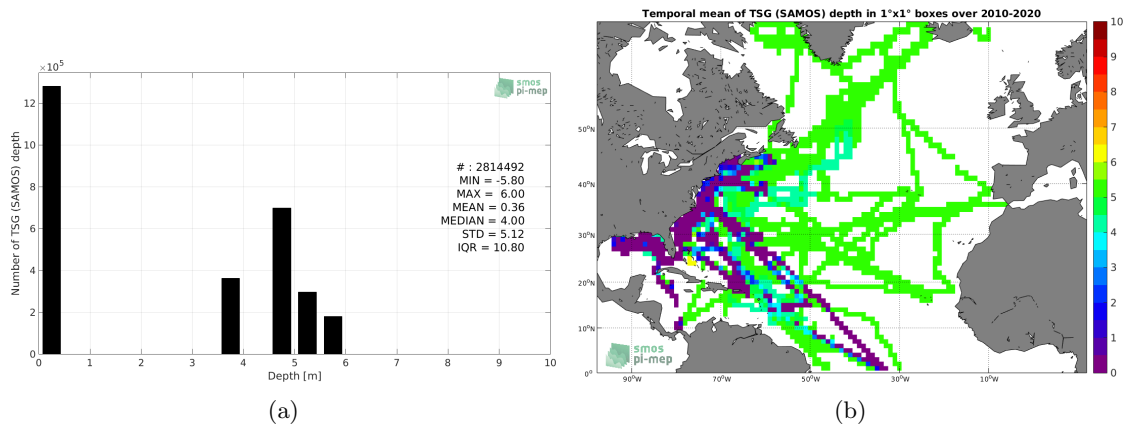 Temporal mean of TSG (SAMOS) depth in 1°x1° boxes over 2010-2020
×10⁵
12
10
8
6
4
2
0
Number of TSG (SAMOS) depth
smos
pi-mep
# : 2814492
MIN = -5.80
MAX = 6.00
MEAN = 0.36
MEDIAN = 4.00
STD = 5.12
IQR = 10.80
0 1 2 3 4 5 6 7 8 9 10
Depth [m]
(a)
50°N
40°N
30°N
20°N
10°N
0°
90°W 70°W 50°W 30°W 10°W
smos
pi-mep
10
9
8
7
6
5
4
3
2
1
0
(b)